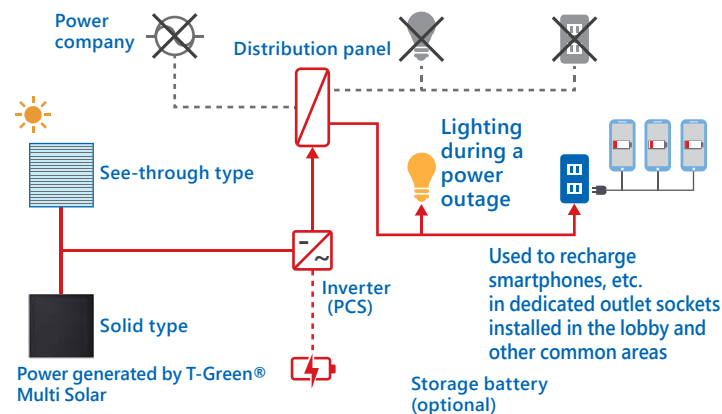 Power
company
Distribution panel
See-through type
Lighting
during a
power
outage
Solid type
Inverter
(PCS)
Used to recharge
smartphones, etc.
in dedicated outlet sockets
installed in the lobby and
other common areas
Power generated by T-Green®
Multi Solar
Storage battery
(optional)